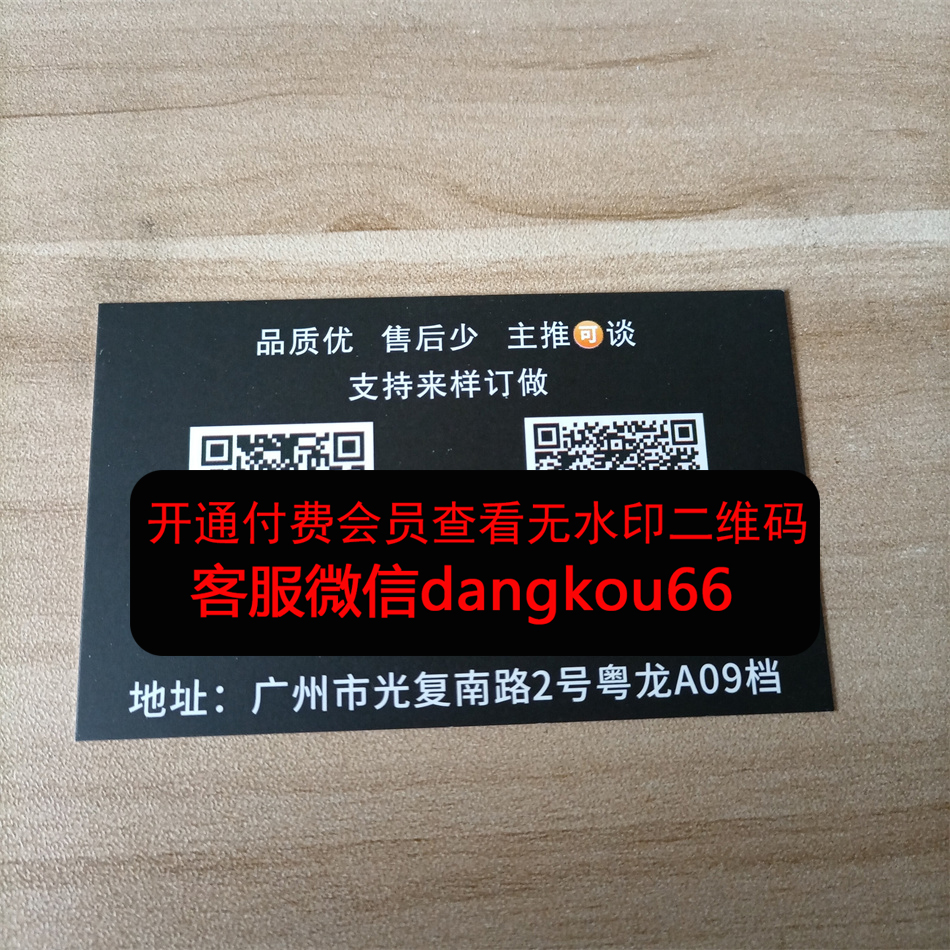 品质优 售后少 主推可谈
支持来样订做
开通付费会员查看无水印二维码
客服微信dangkou66
地址：广州市光复南路2号粤龙A09档